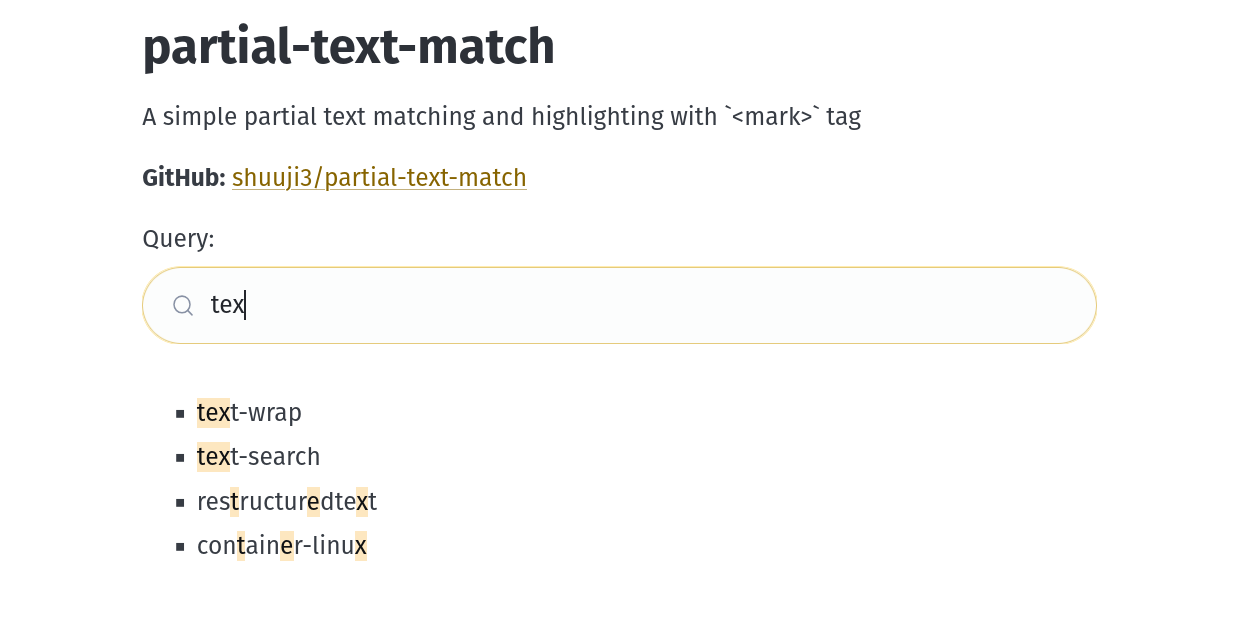 partial-text-match
A simple partial text matching and highlighting with `<mark>` tag
GitHub: shuuji3/partial-text-match
Query:
tex
text-wrap
text-search
restructuredtext
container-linux